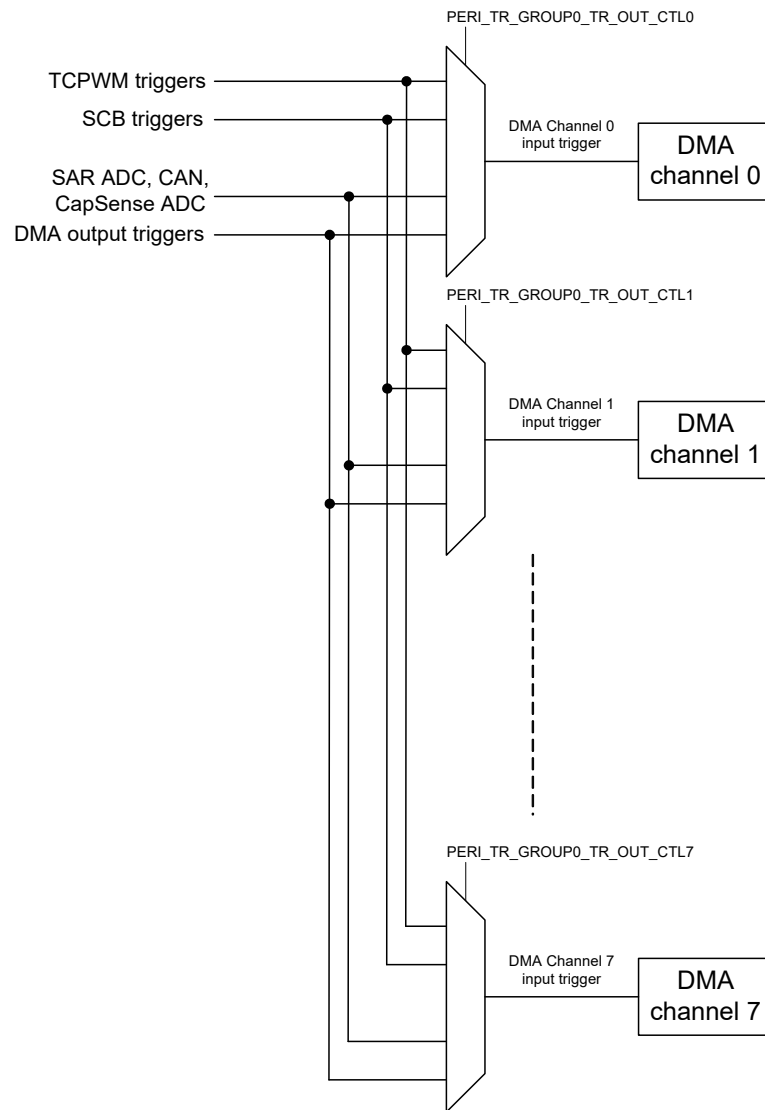 PERI_TR_GROUP0_TR_OUT_CTL0
TCPWM triggers
SCB triggers
SAR ADC, CAN,
CapSense ADC
DMA output triggers
DMA Channel 0
input trigger
DMA
channel 0
PERI_TR_GROUP0_TR_OUT_CTL1
DMA Channel 1
input trigger
DMA
channel 1
PERI_TR_GROUP0_TR_OUT_CTL7
DMA Channel 7
input trigger
DMA
channel 7